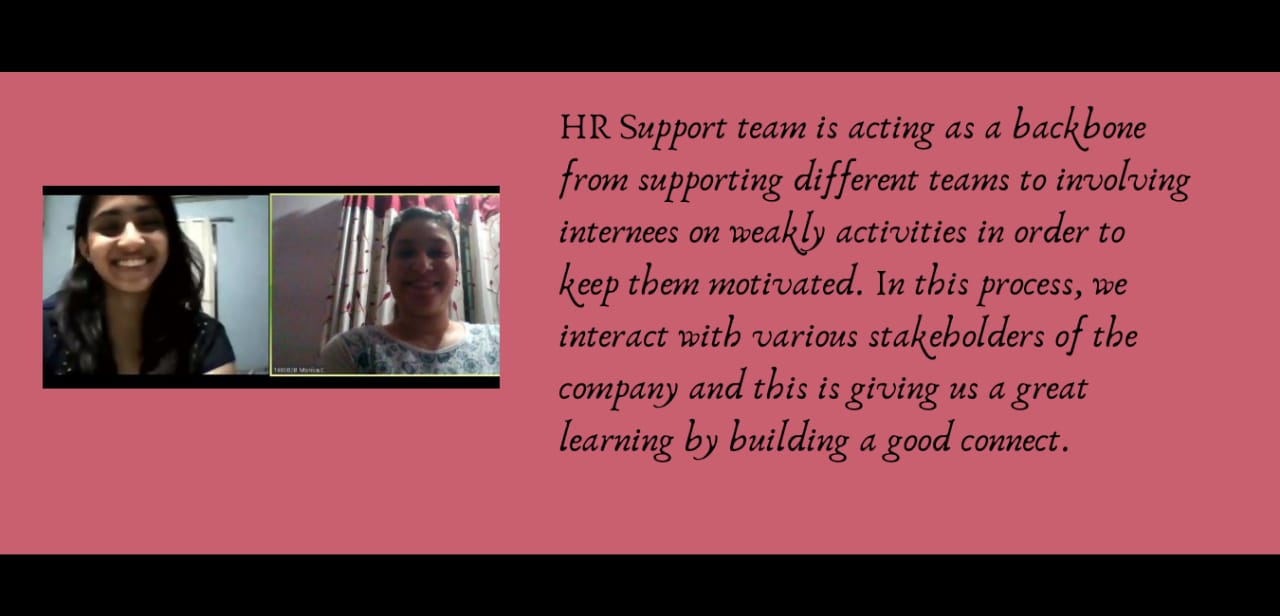 HR Support team is acting as a backbone
from supporting different teams to involving
internees on weakly activities in order to
keep them motivated. In this process, we
interact with various stakeholders of the
company and this is giving us a great
learning by building a good connect.